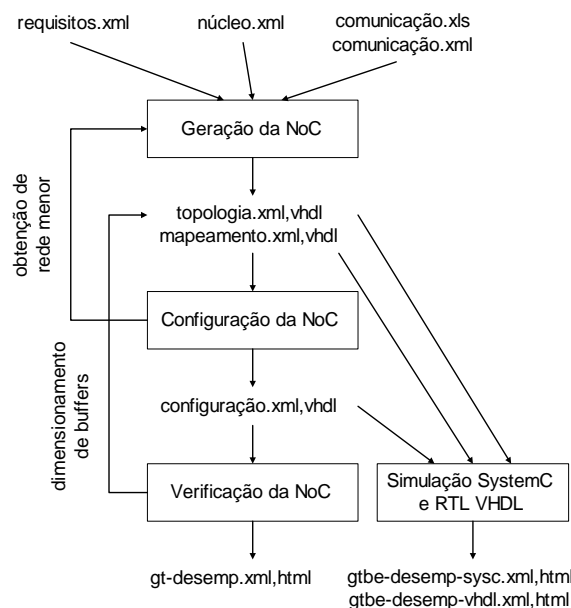 requisitos.xml
núcleo.xml
comunicação.xls
comunicação.xml
Geração da NoC
obtenção de
rede menor
topologia.xml,vhdl
mapeamento.xml,vhdl
Configuração da NoC
dimensionamento
de buffers
configuração.xml,vhdl
Verificação da NoC
Simulação SystemC
e RTL VHDL
gt-desemp.xml,html
gtbe-desemp-sysc.xml,html
gtbe-desemp-vhdl.xml,html